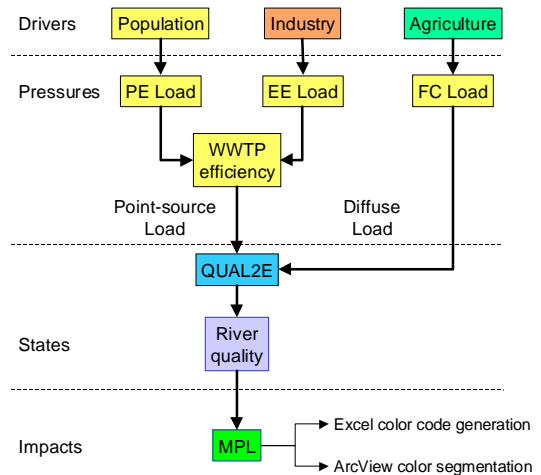 Drivers
Population
Industry
Agriculture
Pressures
PE Load
EE Load
FC Load
WWTP
efficiency
Point-source
Load
Diffuse
Load
QUAL2E
States
River
quality
Impacts
MPL
Excel color code generation
ArcView color segmentation